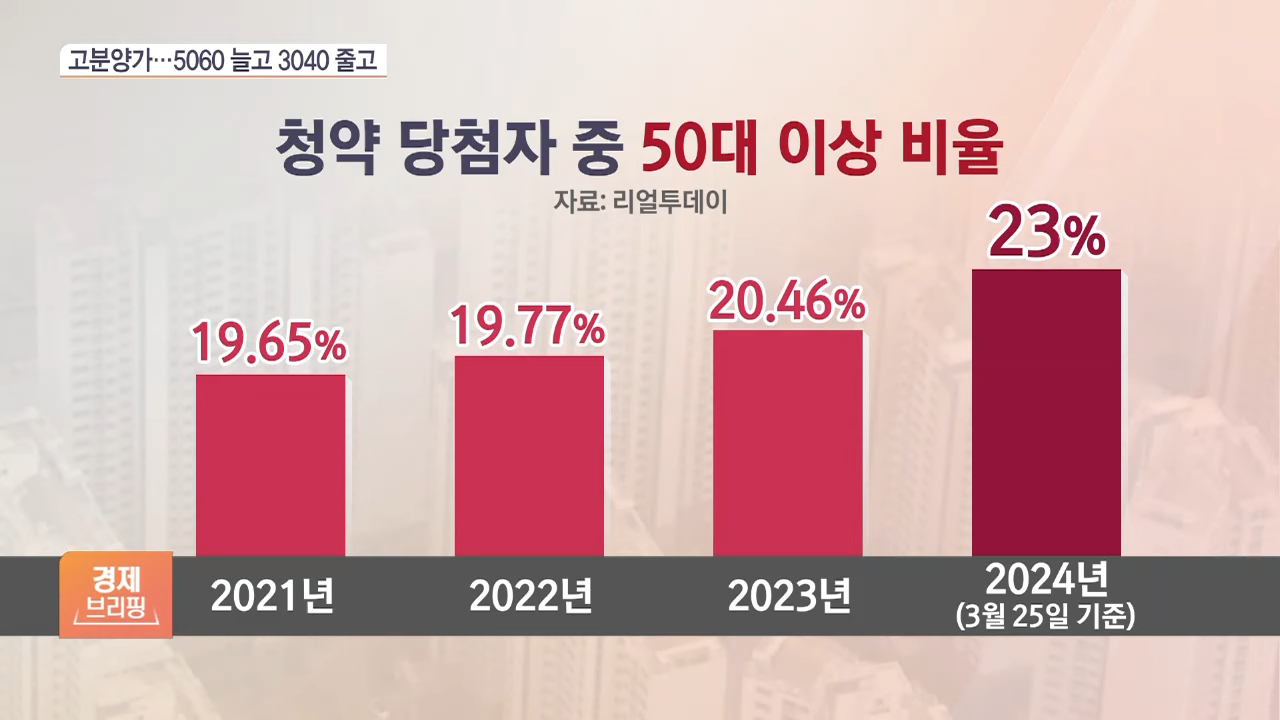 고분양가…5060 늘고 3040 줄고
청약 당첨자 중 50대 이상 비율
자료: 리얼투데이
19.65%
19.77%
20.46%
23%
2021년
2022년
2023년
2024년
(3월 25일 기준)
경제
브리핑